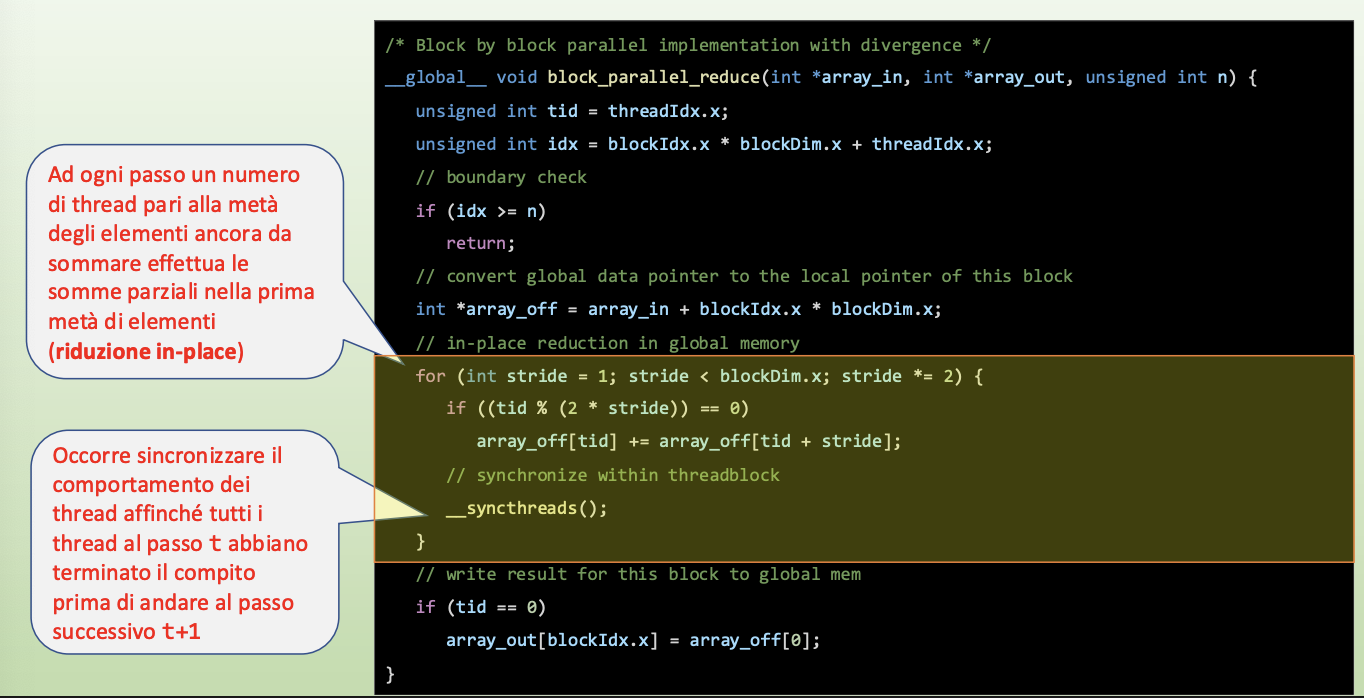 /* Block by block parallel implementation with divergence */
__global__ void block_parallel_reduce(int *array_in, int *array_out, unsigned int n) {
unsigned int tid = threadIdx.x;
unsigned int idx = blockIdx.x * blockDim.x + threadIdx.x;
// boundary check
if (idx >= n)
return;
// convert global data pointer to the local pointer of this block
int *array_off = array_in + blockIdx.x * blockDim.x;
// in-place reduction in global memory
for (int stride = 1; stride < blockDim.x; stride *= 2) {
if ((tid % (2 * stride)) == 0)
array_off[tid] += array_off[tid + stride];
// synchronize within threadblock
__syncthreads();
}
// write result for this block to global mem
if (tid == 0)
array_out[blockIdx.x] = array_off[0];
}
Ad ogni passo un numero
di thread pari alla metà
degli elementi ancora da
sommare effettua le
somme parziali nella prima
metà di elementi
(riduzione in-place)
Occorre sincronizzare il
comportamento dei
thread affinché tutti i
thread al passo t abbiano
terminato il compito
prima di andare al passo
successivo t+1